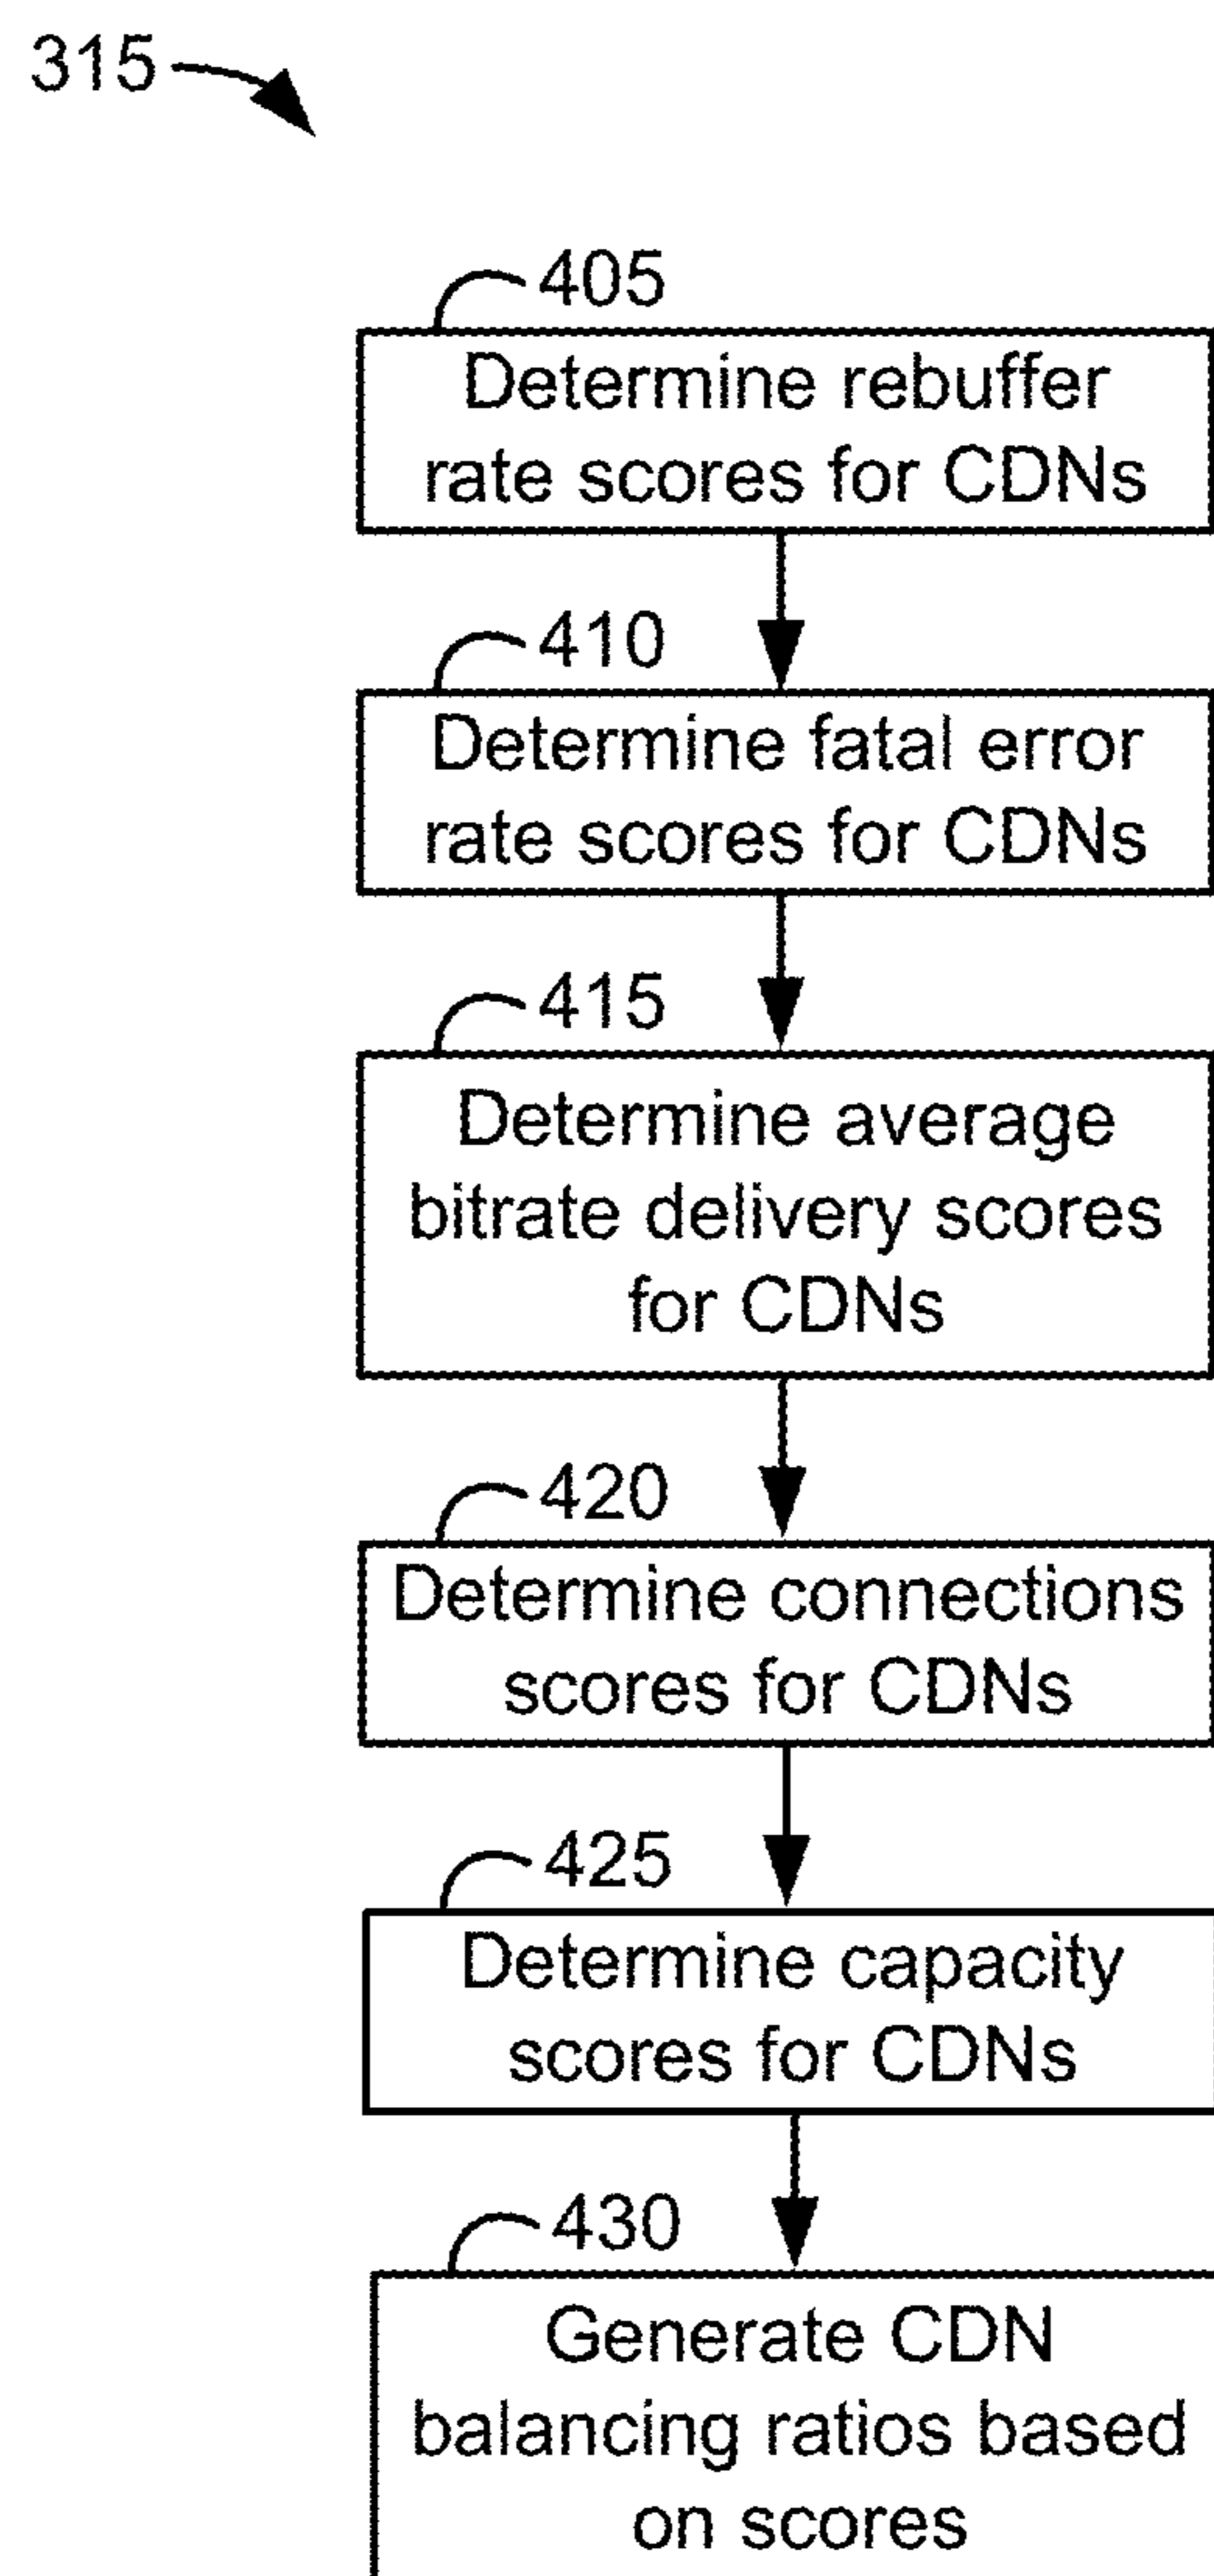 315
405
Determine rebuffer
rate scores for CDNs
410
Determine fatal error
rate scores for CDNs
415
Determine average
bitrate delivery scores
for CDNs
420
Determine connections
scores for CDNs
425
Determine capacity
scores for CDNs
430
Generate CDN
balancing ratios based
on scores